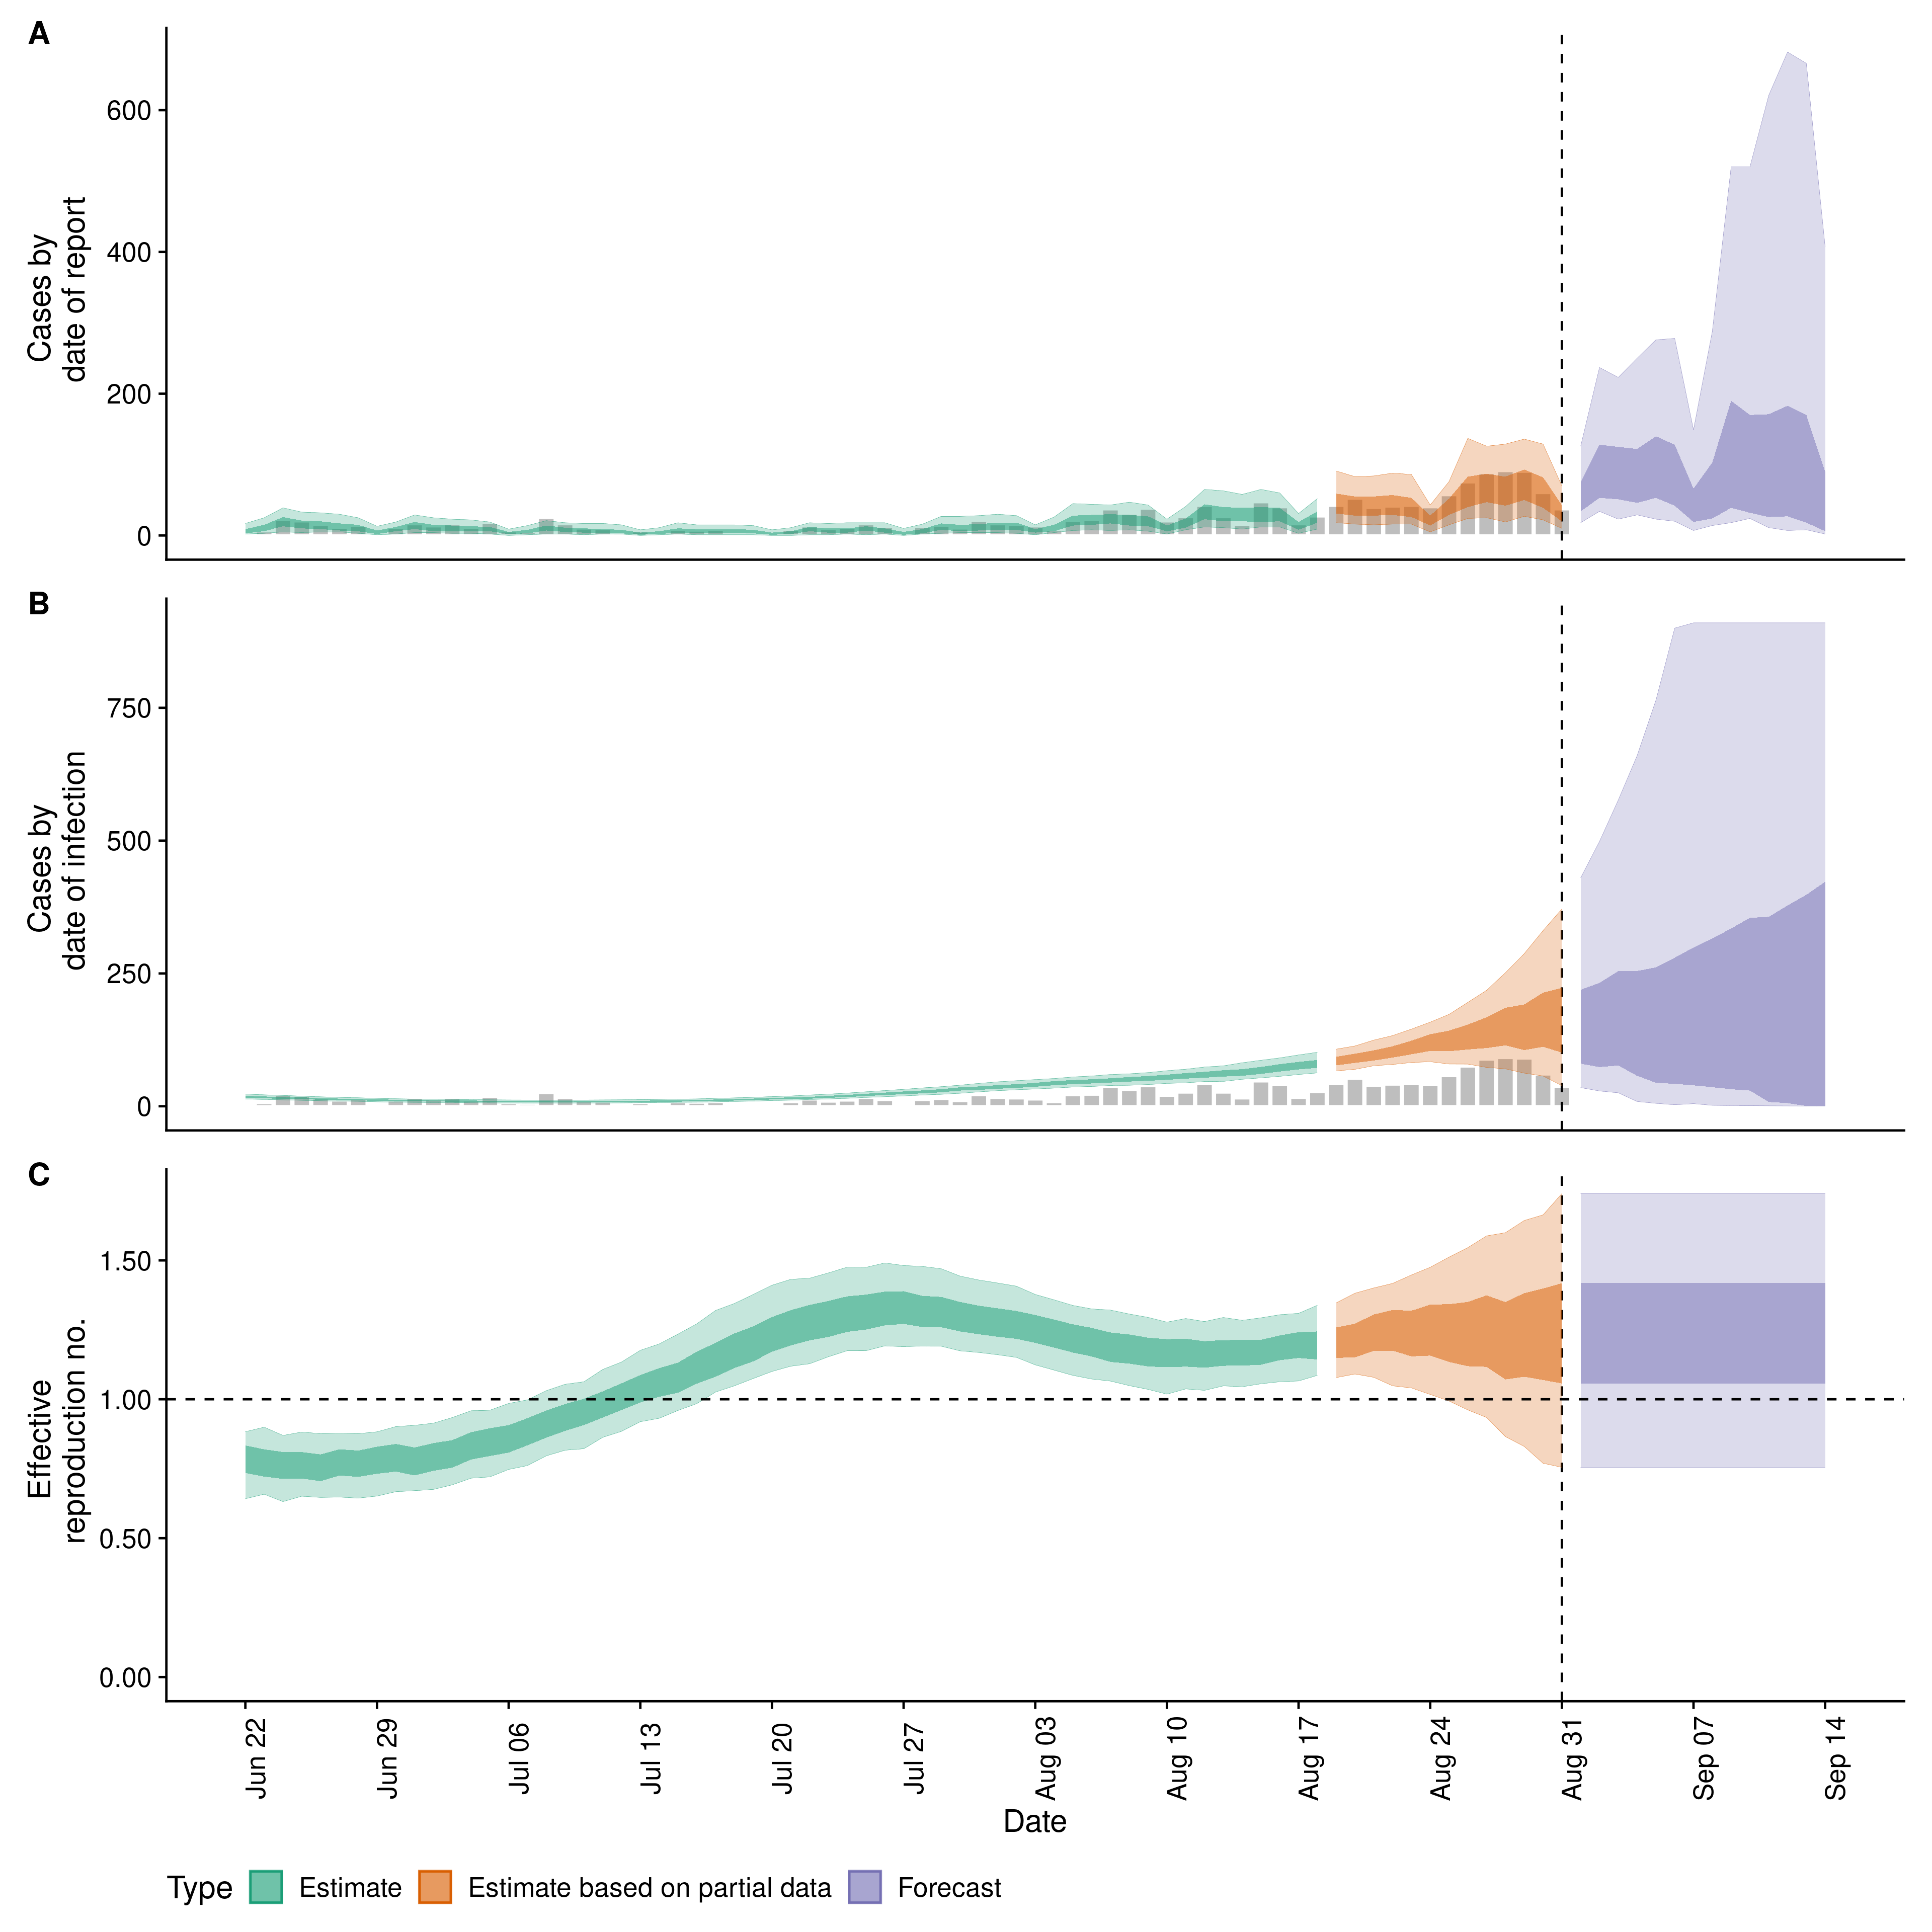 A
Cases by
date of report
600
400
200
0
B
Cases by
date of infection
750
500
250
0
C
Effective
reproduction no.
1.50
1.00
0.50
0.00
Jun 22
Jun 29
Jul 06
Jul 13
Jul 20
Jul 27
Aug 03
Aug 10
Aug 17
Aug 24
Aug 31
Sep 07
Sep 14
Date
Type Estimate Estimate based on partial data Forecast